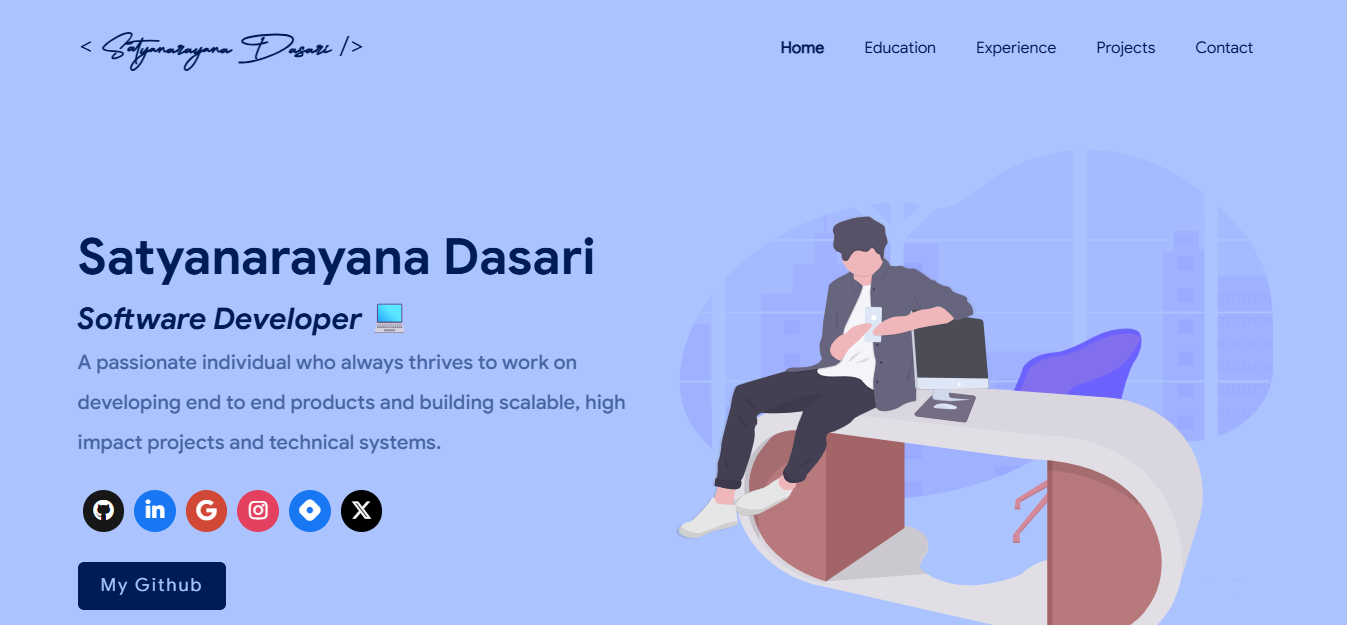 < Satyanarayana Dasari />
Home Education Experience Projects Contact
Satyanarayana Dasari
Software Developer 💻
A passionate individual who always thrives to work on
developing end to end products and building scalable, high
impact projects and technical systems.
My Github